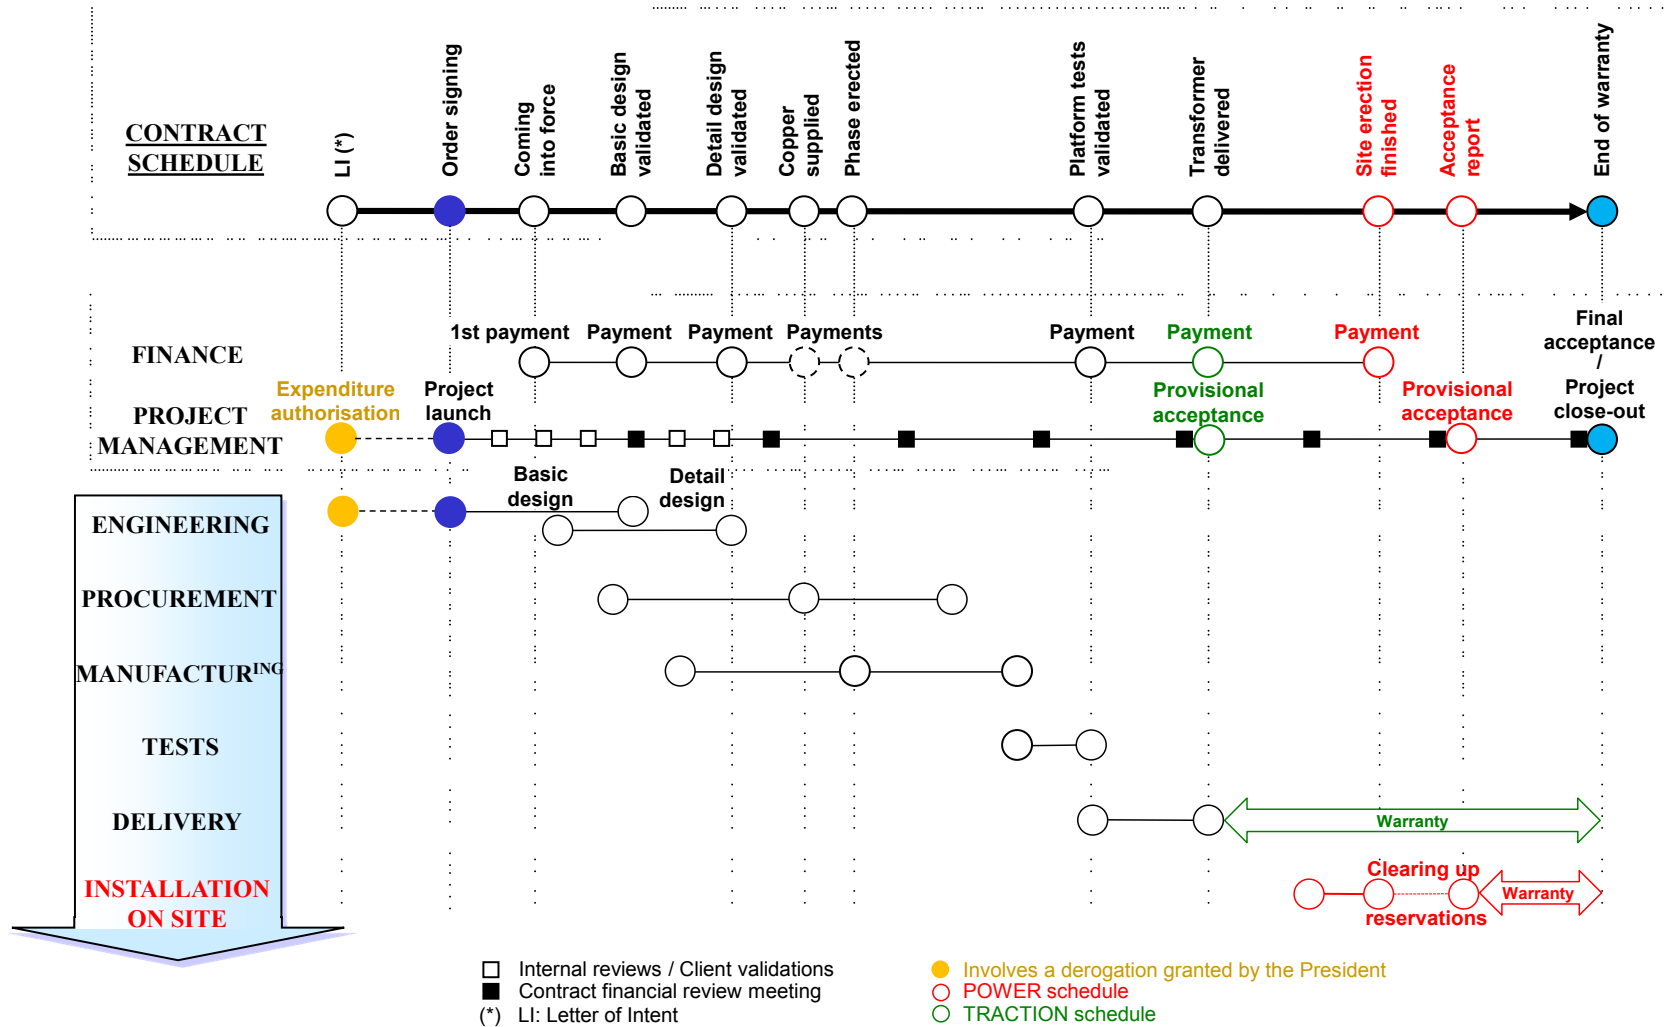 CONTRACT
SCHEDULE
LI (*)
Order signing
Coming
into force
Basic design
validated
Detail design
validated
Copper
supplied
Phase erected
Platform tests
validated
Transformer
delivered
Site erection
finished
Acceptance
report
End of warranty
FINANCE
1st payment
Payment
Payment
Payments
Payment
Payment
Payment
Final
acceptance
/
Project
close-out
PROJECT
MANAGEMENT
Expenditure
authorisation
Project
launch
Provisional
acceptance
Provisional
acceptance
ENGINEERING
Basic
design
Detail
design
PROCUREMENT
MANUFACTURING
TESTS
DELIVERY
Warranty
INSTALLATION
ON SITE
Clearing up
reservations
Warranty
Internal reviews / Client validations
Contract financial review meeting
(*) LI: Letter of Intent
Involves a derogation granted by the President
POWER schedule
TRACTION schedule